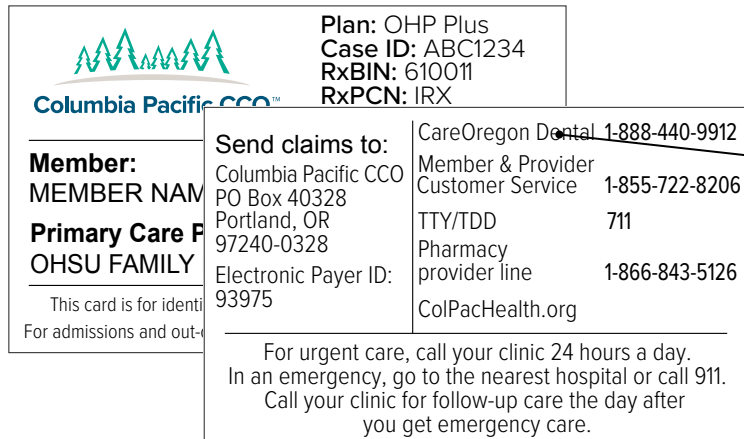 Columbia Pacific CCO™
Plan: OHP Plus
Case ID: ABC1234
RxBIN: 610011
RxPCN: IRX
Member:
MEMBER NAM
Primary Care P
OHSU FAMILY
This card is for identi
For admissions and out-
Send claims to:
Columbia Pacific CCO
PO Box 40328
Portland, OR
97240-0328
Electronic Payer ID:
93975
CareOregon Dental 1-888-440-9912
Member & Provider
Customer Service 1-855-722-8206
TTY/TDD 711
Pharmacy
provider line 1-866-843-5126
ColPacHealth.org
For urgent care, call your clinic 24 hours a day.
In an emergency, go to the nearest hospital or call 911.
Call your clinic for follow-up care the day after
you get emergency care.